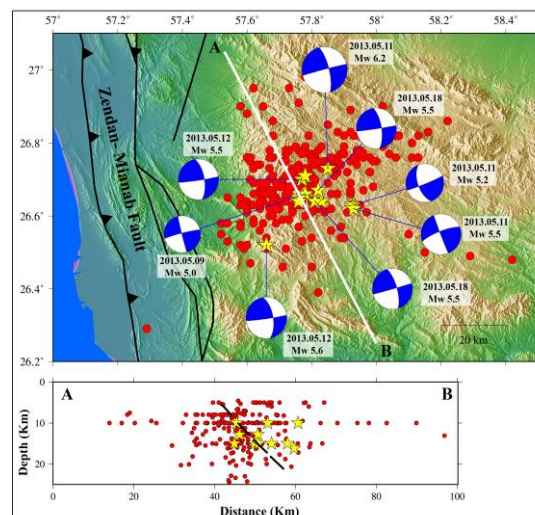 57° 57.2° 57.4° 57.6° 57.8° 58° 58.2° 58.4°
27°
26.8°
26.6°
26.4°
26.2°
A
2013.05.11
Mw 6.2
2013.05.18
Mw 5.5
2013.05.12
Mw 5.5
2013.05.11
Mw 5.2
2013.05.11
Mw 5.5
2013.05.09
Mw 5.0
2013.05.18
Mw 5.5
2013.05.12
Mw 5.6
Zendan- Mianab Fault
20 km
B
A B
Depth (Km)
0
10
20
0 20 40 60 80 100
Distance (Km)